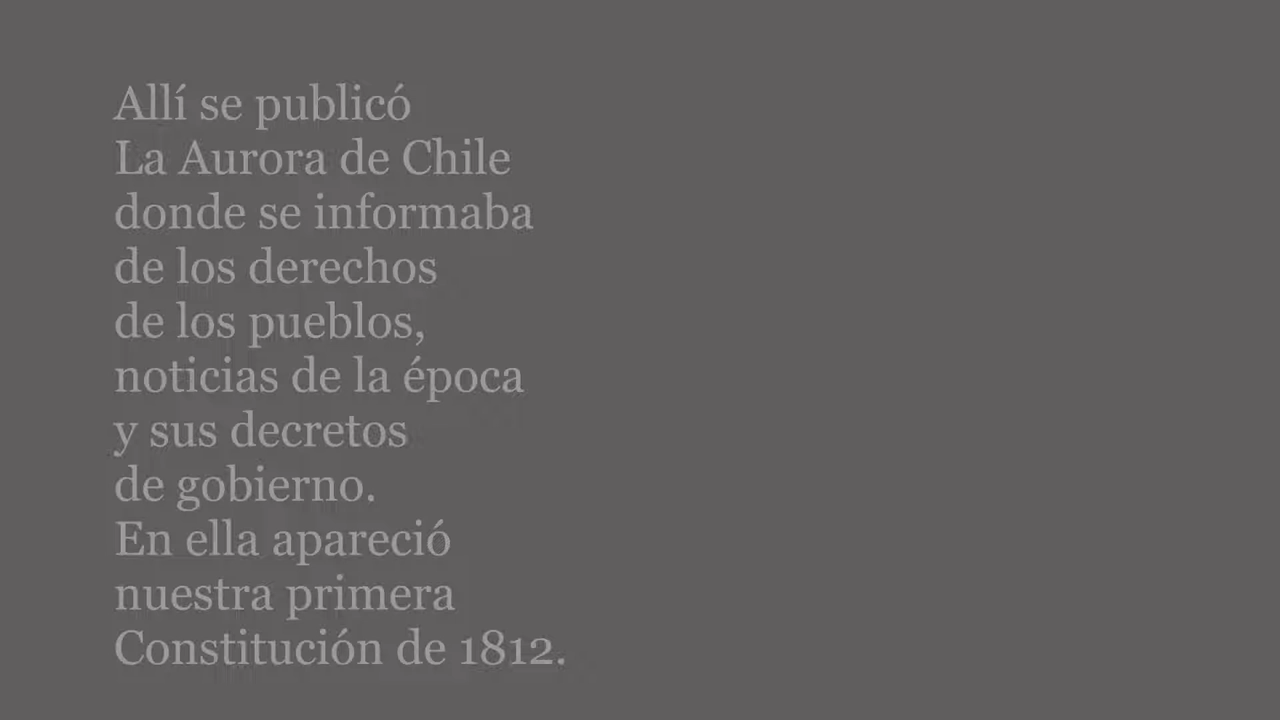 Allí se publicó
La Aurora de Chile
donde se informaba
de los derechos
de los pueblos,
noticias de la época
y sus decretos
de gobierno.
En ella apareció
nuestra primera
Constitución de 1812.